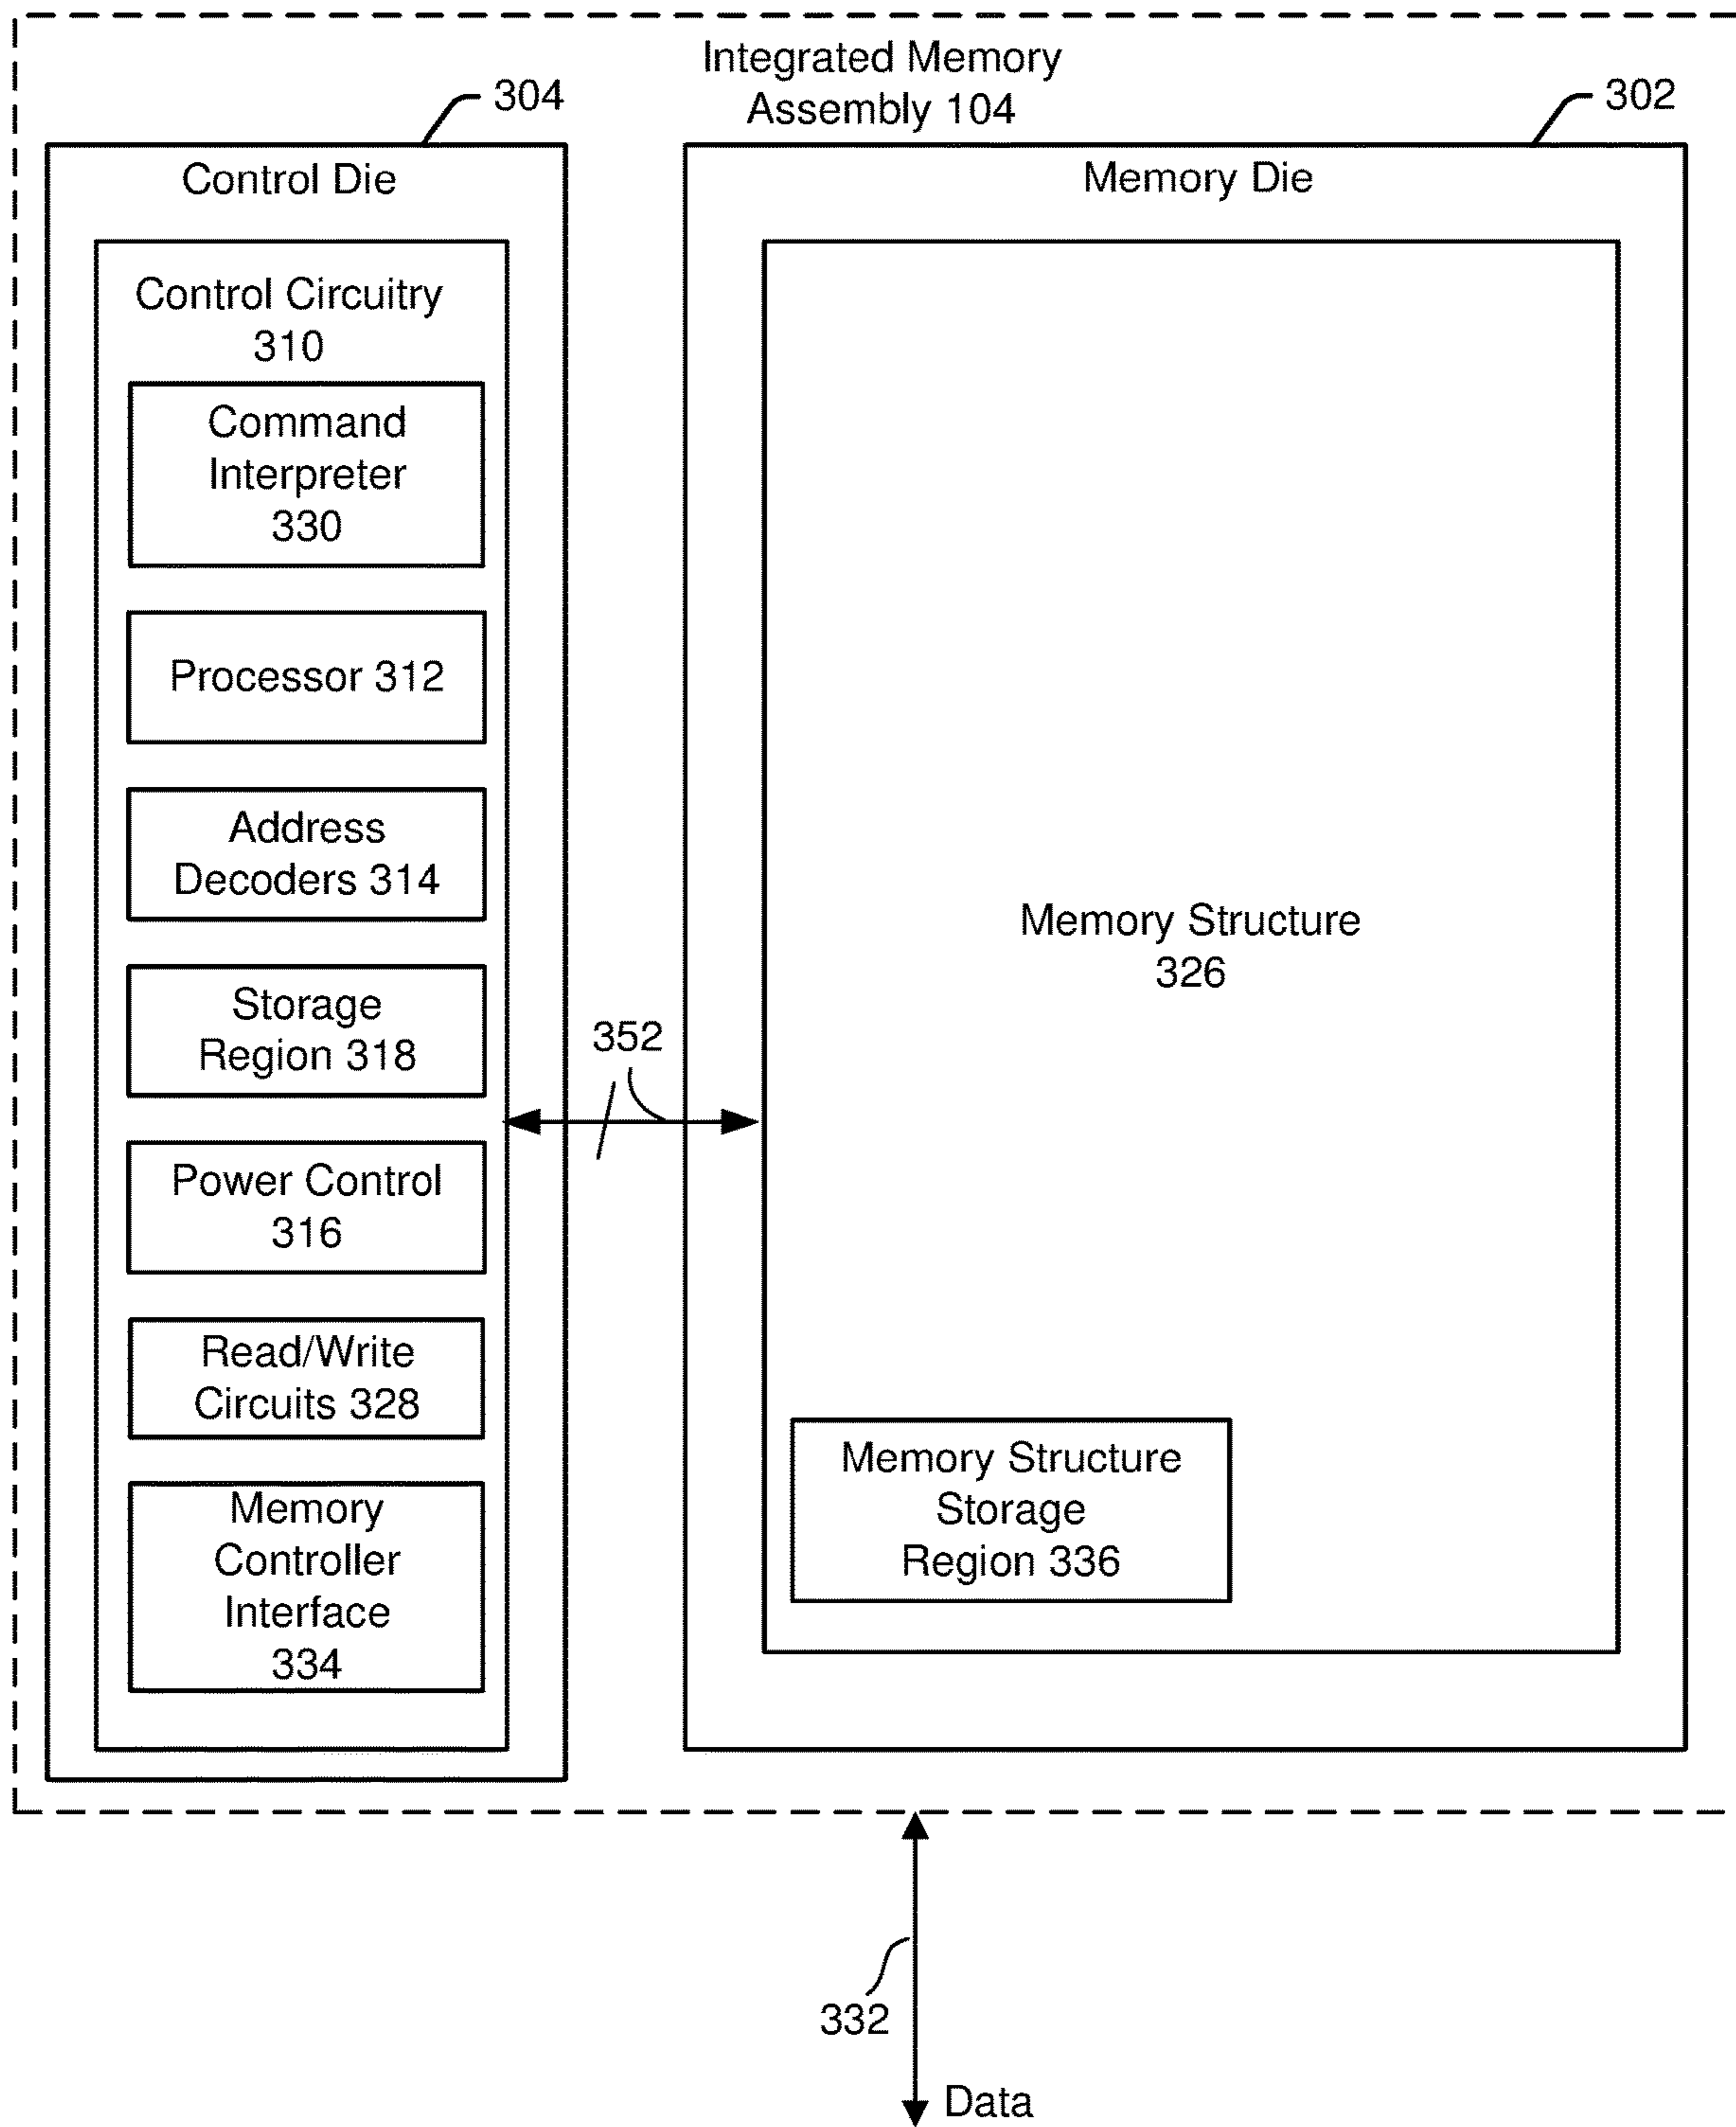 Integrated Memory
Assembly 104
304
302
Control Die
Memory Die
Control Circuitry
310
Command
Interpreter
330
Processor 312
Address
Decoders 314
Storage
Region 318
Power Control
316
Read/Write
Circuits 328
Memory
Controller
Interface
334
352
Memory Structure
326
Memory Structure
Storage
Region 336
332
Data